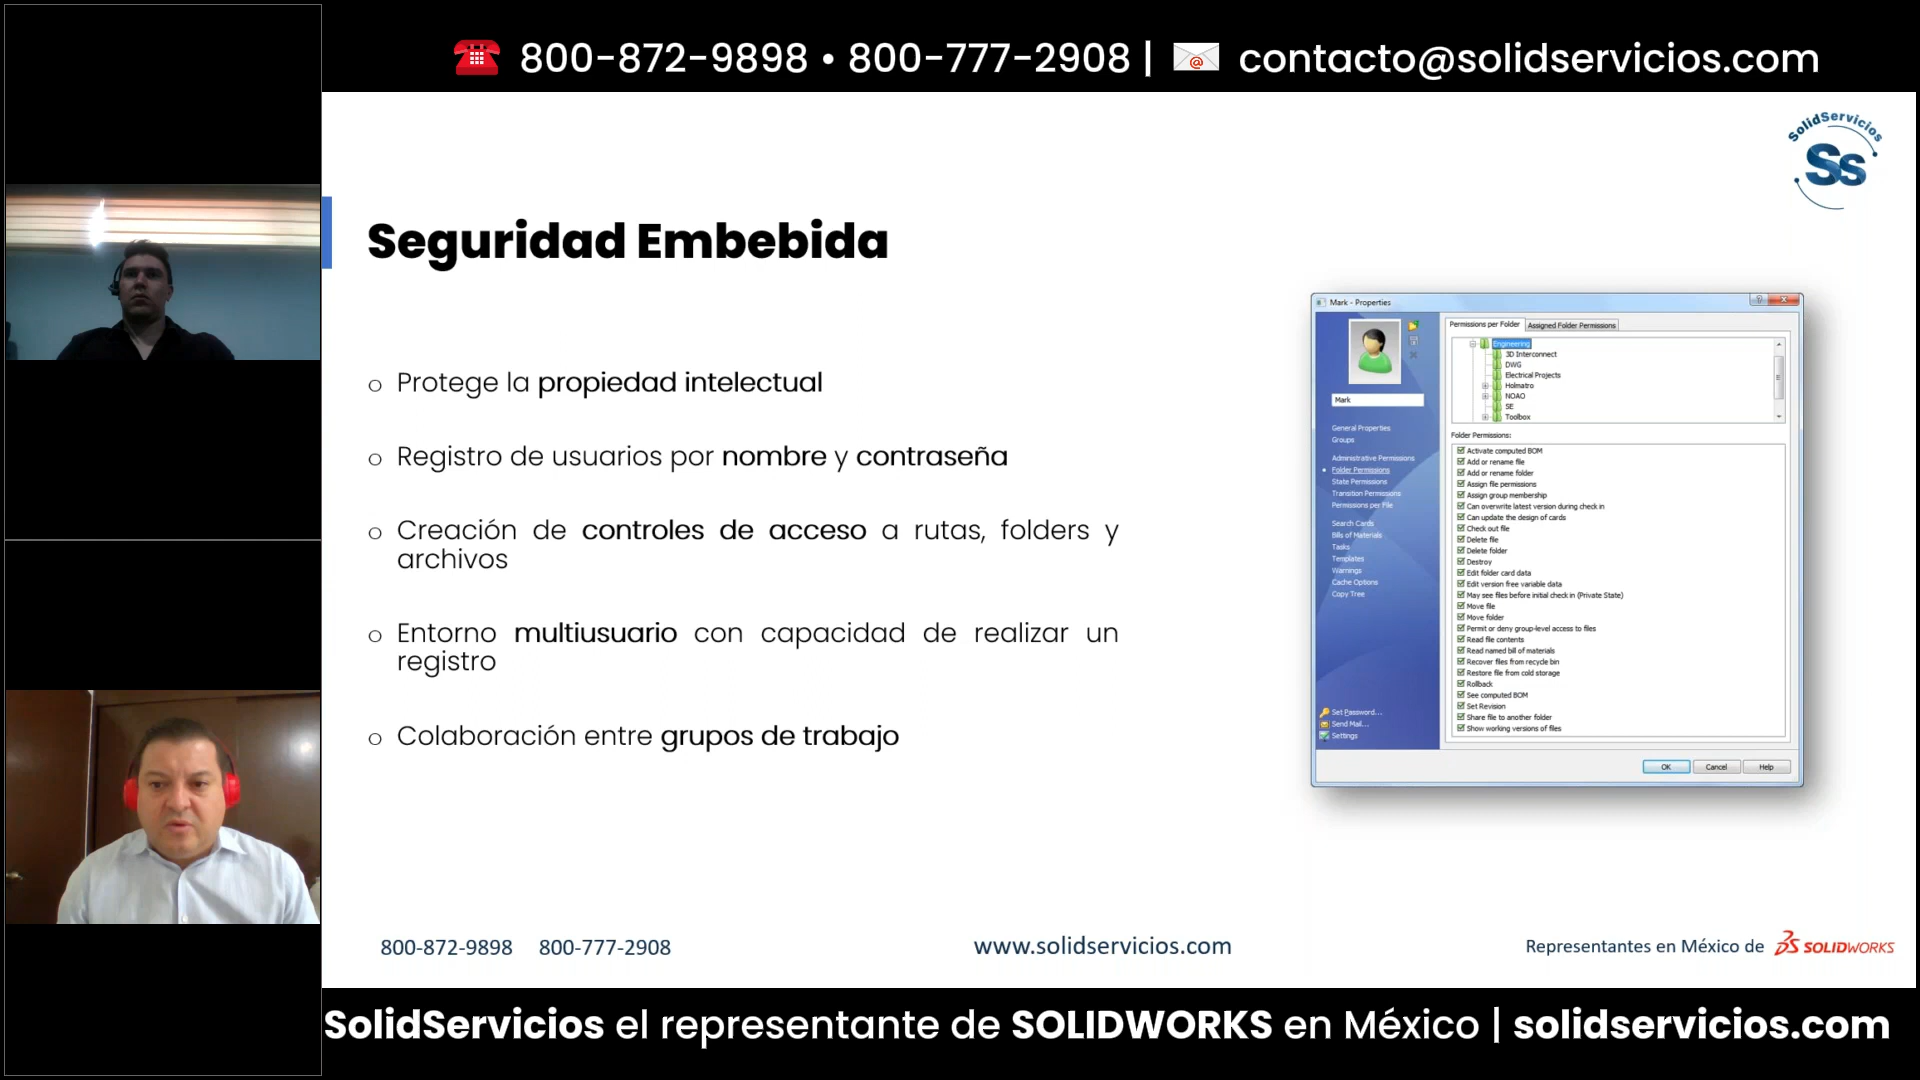 800-872-9898 • 800-777-2908 | contacto@solidservicios.com
SolidServicios
Ss
Seguridad Embebida
Protege la propiedad intelectual
Registro de usuarios por nombre y contraseña
Creación de controles de acceso a rutas, folders y
archivos
Entorno multiusuario con capacidad de realizar un
registro
Colaboración entre grupos de trabajo
Mark - Properties
Mark
General Properties
Groups
Administrative Permissions
Folder Permissions
State Permissions
Transition Permissions
Permissions per File
Search Cards
Bills of Materials
Tasks
Templates
Warnings
Cache Options
Copy Tree
Set Password...
Send Mail...
Settings
Permissions per Folder
Assigned Folder Permissions
Engineering
3D Interconnect
DWG
Electrical Projects
Holmatro
NOAO
SE
Toolbox
Folder Permissions:
Activate computed BOM
Add or rename file
Add or rename folder
Assign file permissions
Assign group membership
Can overwrite latest version during check in
Can update the design of cards
Check out file
Delete file
Delete folder
Destroy
Edit folder card data
Edit version free variable data
May see files before initial check in (Private State)
Move file
Move folder
Permit or deny group-level access to files
Read file contents
Read named bill of materials
Recover files from recycle bin
Restore file from cold storage
Rollback
See computed BOM
Set Revision
Share file to another folder
Show working versions of files
OK
Cancel
Help
800-872-9898 800-777-2908
www.solidservicios.com
Representantes en México de SOLIDWORKS
SolidServicios el representante de SOLIDWORKS en México | solidservicios.com